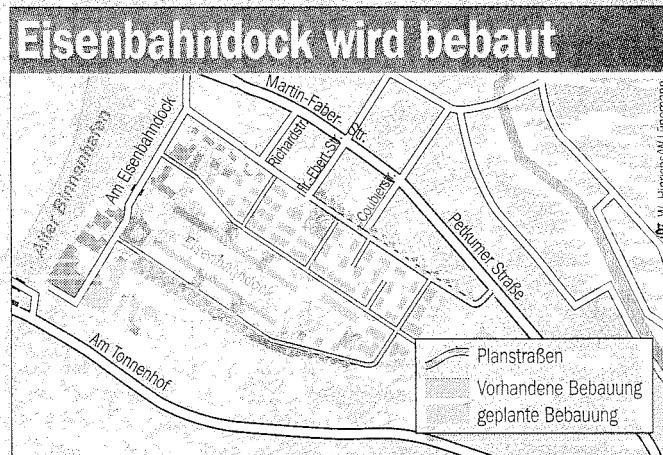 Eisenbahndock wird bebaut
Martin-Faber-Str.
Am Eisenbahndock
Richardstr.
Fr.-Ebert-Str.
Alter Binnenhafen
Coubierstr.
Eisenbahndock
Petkumer Straße
Am Tonnenhof
Planstraßen
Vorhandene Bebauung
geplante Bebauung